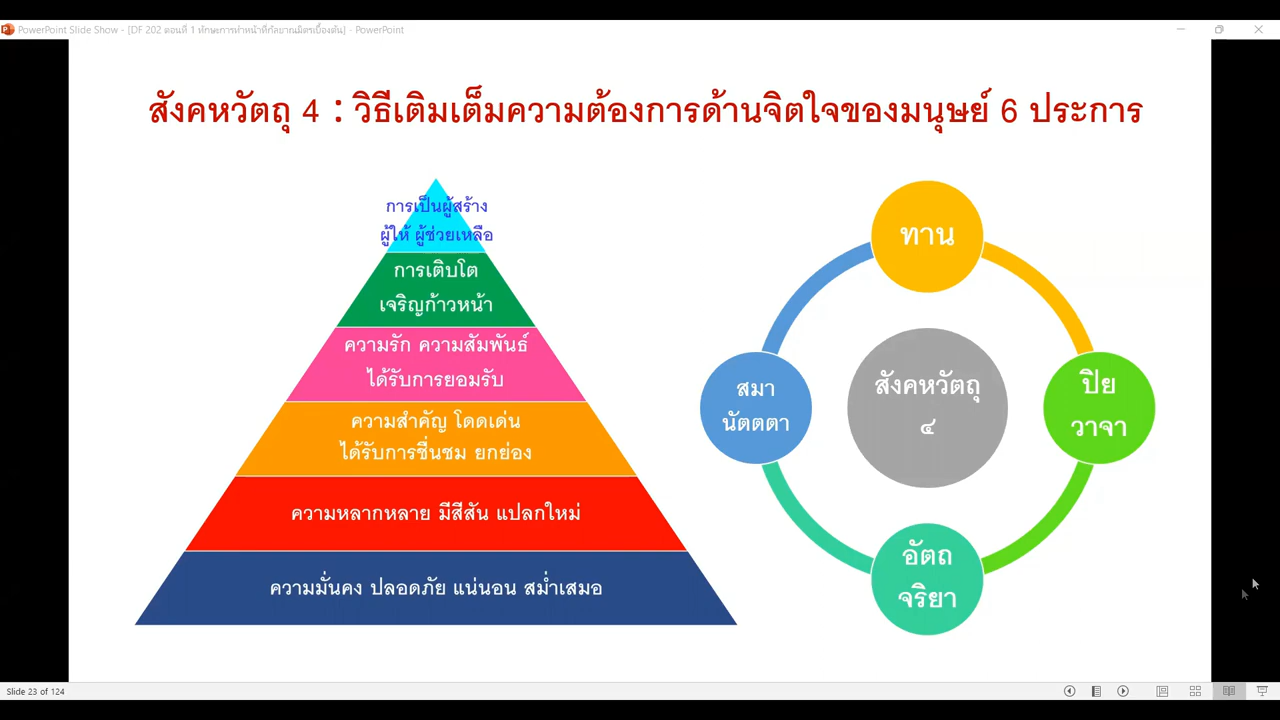 PowerPoint Slide Show - [DF 202 ตอนที่ 1 ทักษะการทำหน้าที่กัลยาณมิตรเบื้องต้น] - PowerPoint
สังคหวัตถุ 4 : วิธีเติมเต็มความต้องการด้านจิตใจของมนุษย์ 6 ประการ
การเป็นผู้สร้าง
ผู้ให้ ผู้ช่วยเหลือ
การเติบโต
เจริญก้าวหน้า
ความรัก ความสัมพันธ์
ได้รับการยอมรับ
ความสำคัญ โดดเด่น
ได้รับการชื่นชม ยกย่อง
ความหลากหลาย มีสีสัน แปลกใหม่
ความมั่นคง ปลอดภัย แน่นอน สม่ำเสมอ
ทาน
ปิย
วาจา
อัตถ
จริยา
สมา
นัตตตา
สังคหวัตถุ
๔
Slide 23 of 124